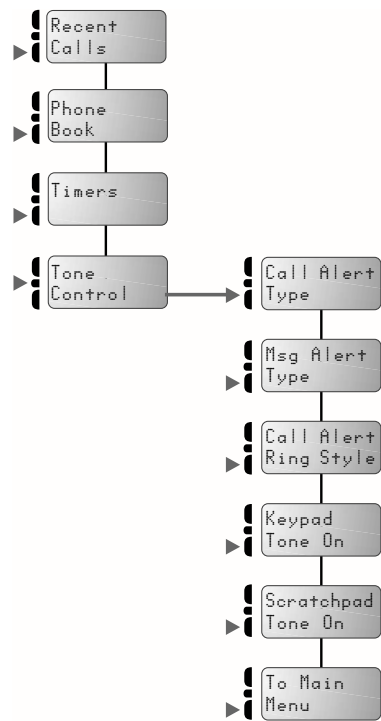 Recent
Calls
Phone
Book
Timers
Tone
Control
Call Alert
Type
Msg Alert
Type
Call Alert
Ring Style
Keypad
Tone On
Scratchpad
Tone On
To Main
Menu